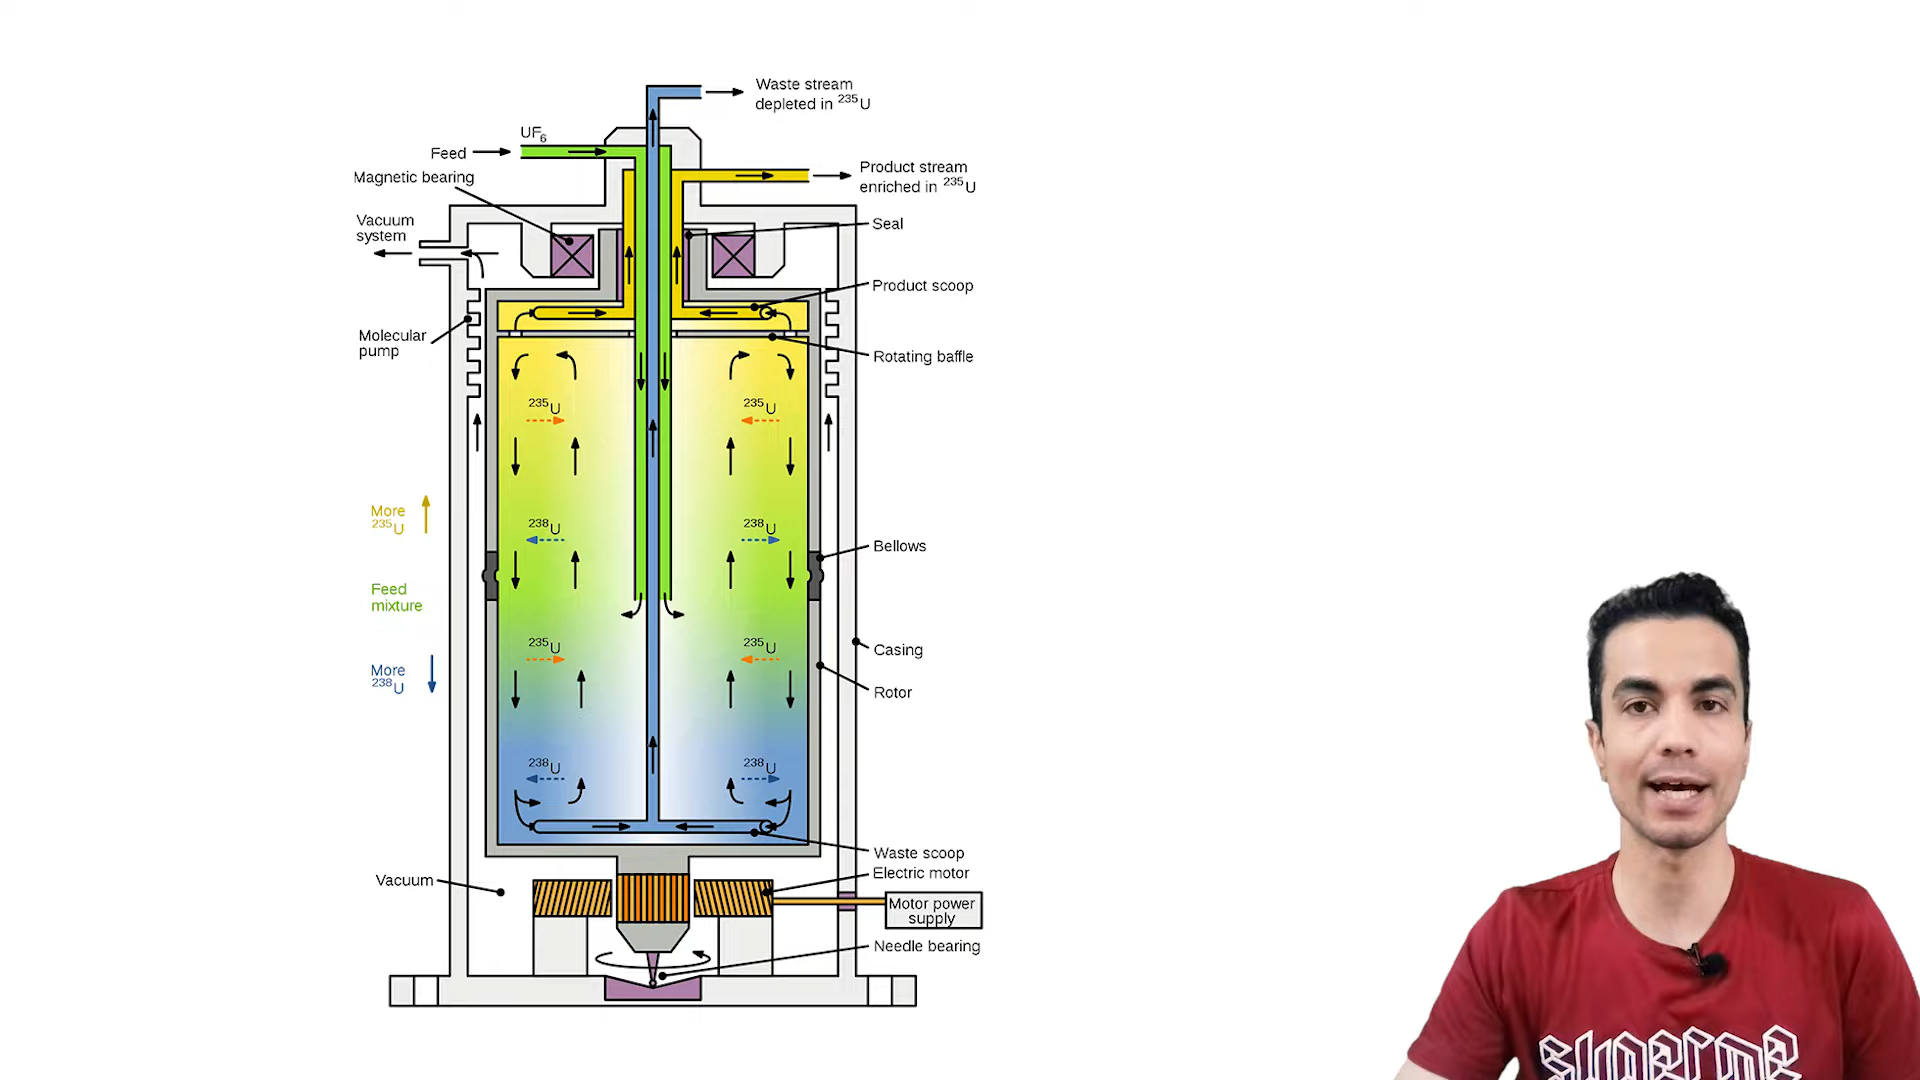 Waste stream
depleted in ²³⁵U
UF₆
Feed
Product stream
enriched in ²³⁵U
Magnetic bearing
Vacuum
system
Seal
Product scoop
Molecular
pump
Rotating baffle
²³⁵U
²³⁵U
More
²³⁵U
²³⁸U
²³⁸U
Bellows
Feed
mixture
²³⁵U
²³⁵U
Casing
More
²³⁸U
Rotor
²³⁸U
²³⁸U
Waste scoop
Electric motor
Vacuum
Motor power
supply
Needle bearing